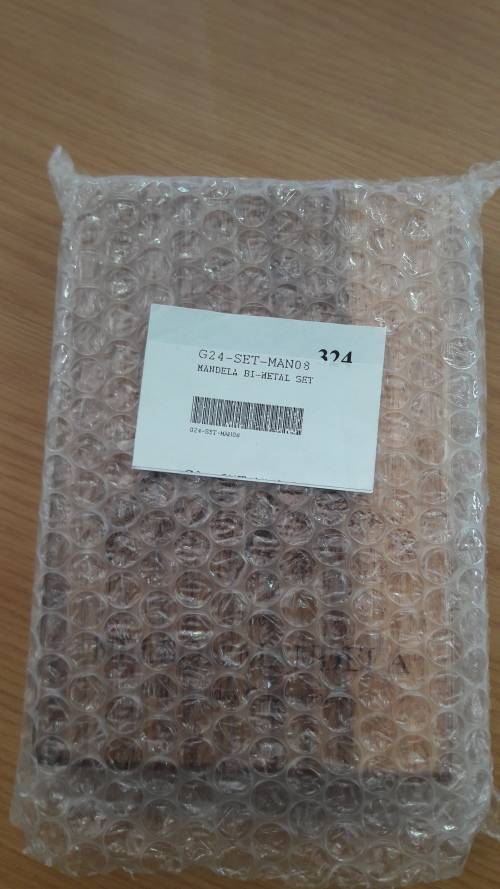 G24-SET-MAN08 324
MANDELA BI-METAL SET
G24-SET-MAN08